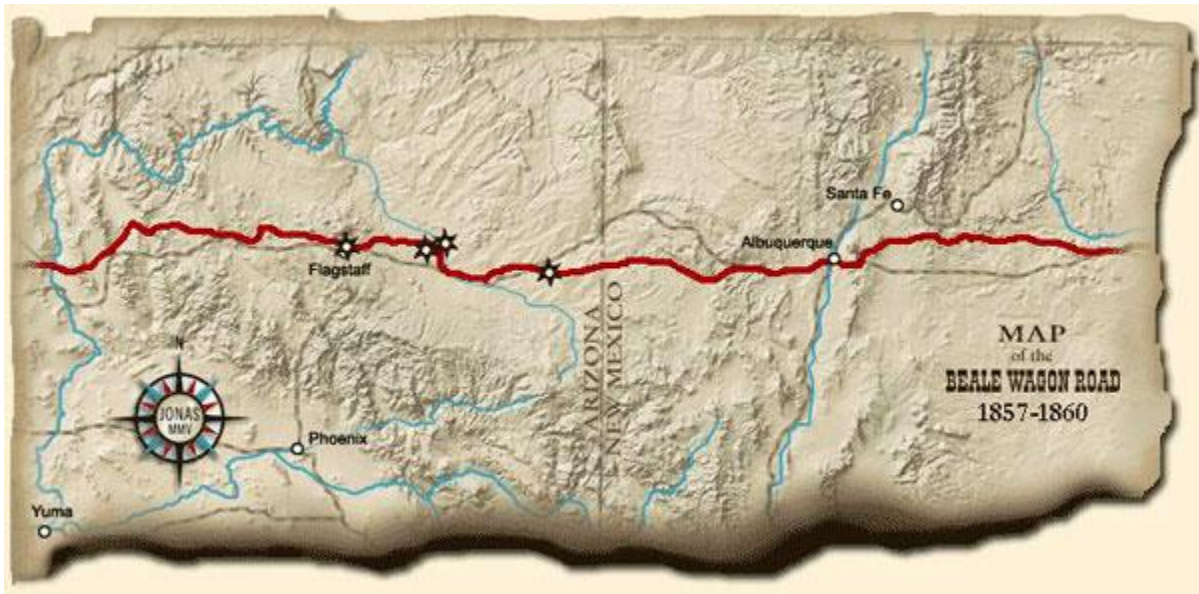 Santa Fe
Albuquerque
Flagstaff
ARIZONA
NEW MEXICO
MAP
of the
BEALE WAGON ROAD
1857-1860
N
JONAS
MMV
Phoenix
Yuma